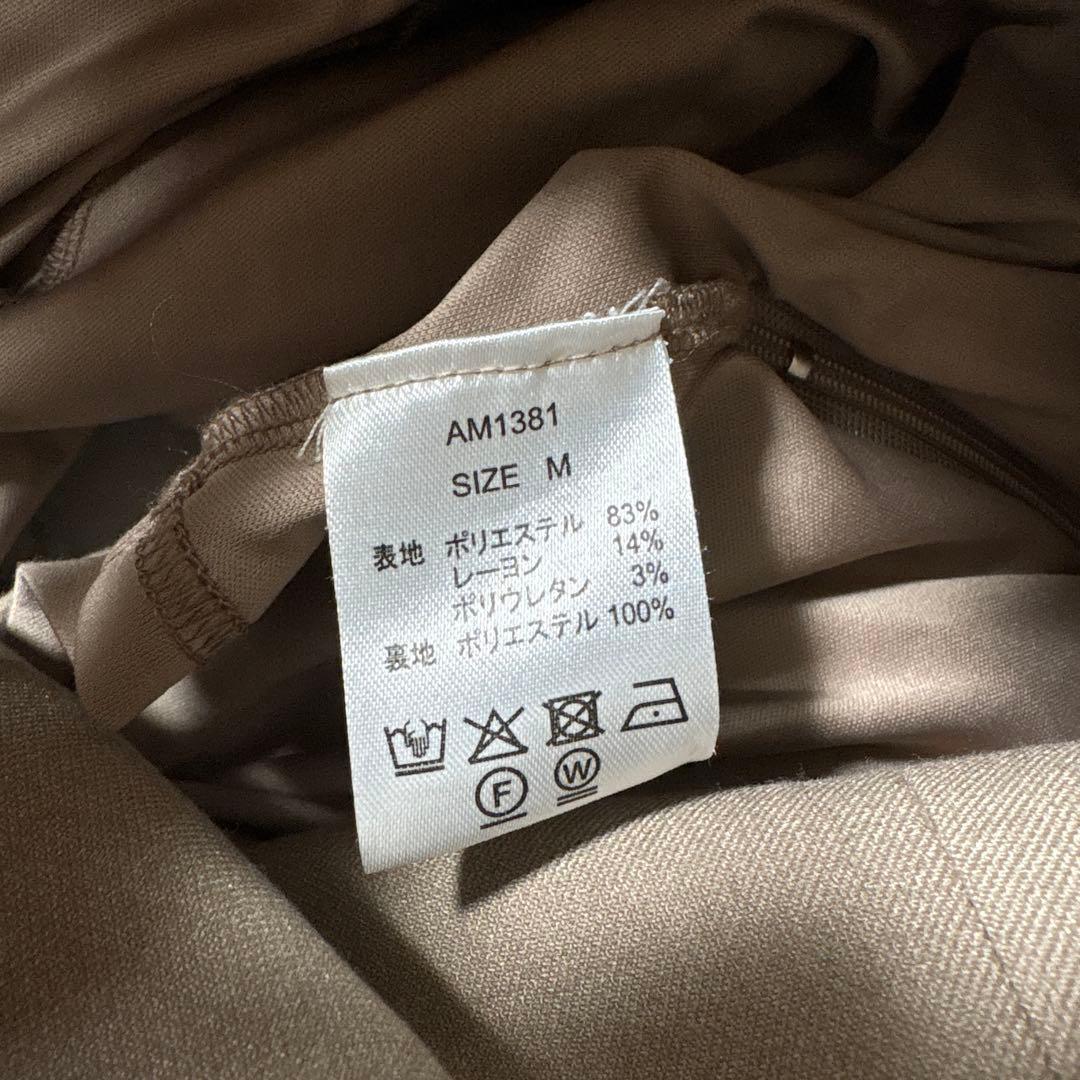 AM1381
SIZE M
表地 ポリエステル 83%
レーヨン 14%
ポリウレタン 3%
裏地 ポリエステル 100%
F W